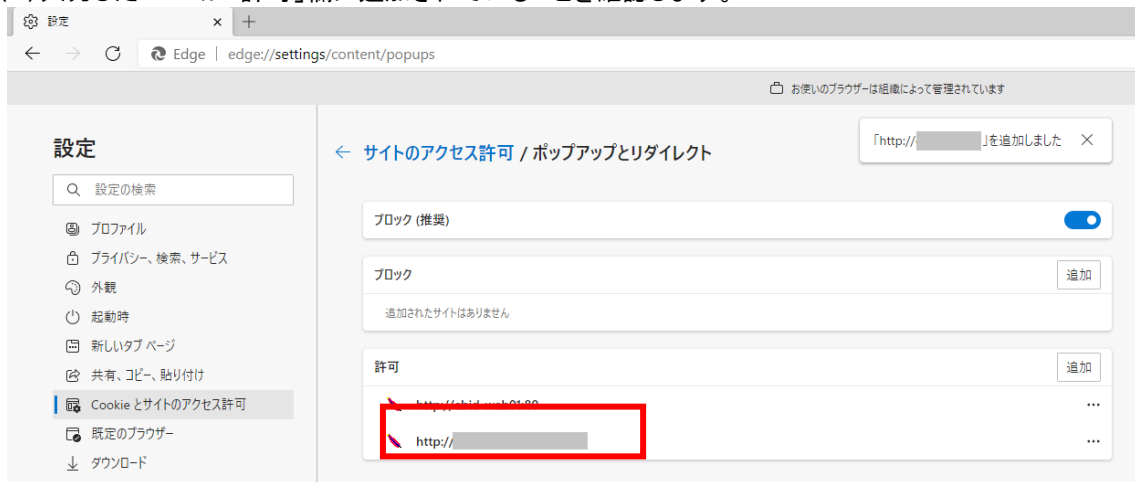 設定
Edge | edge://settings/content/popups
お使いのブラウザーは組織によって管理されています
設定
設定の検索
プロファイル
プライバシー、検索、サービス
外観
起動時
新しいタブ ページ
共有、コピー、貼り付け
Cookie とサイトのアクセス許可
既定のブラウザー
ダウンロード
サイトのアクセス許可 / ポップアップとリダイレクト
「http:// 」を追加しました
ブロック (推奨)
ブロック
追加
追加されたサイトはありません
許可
追加
http://